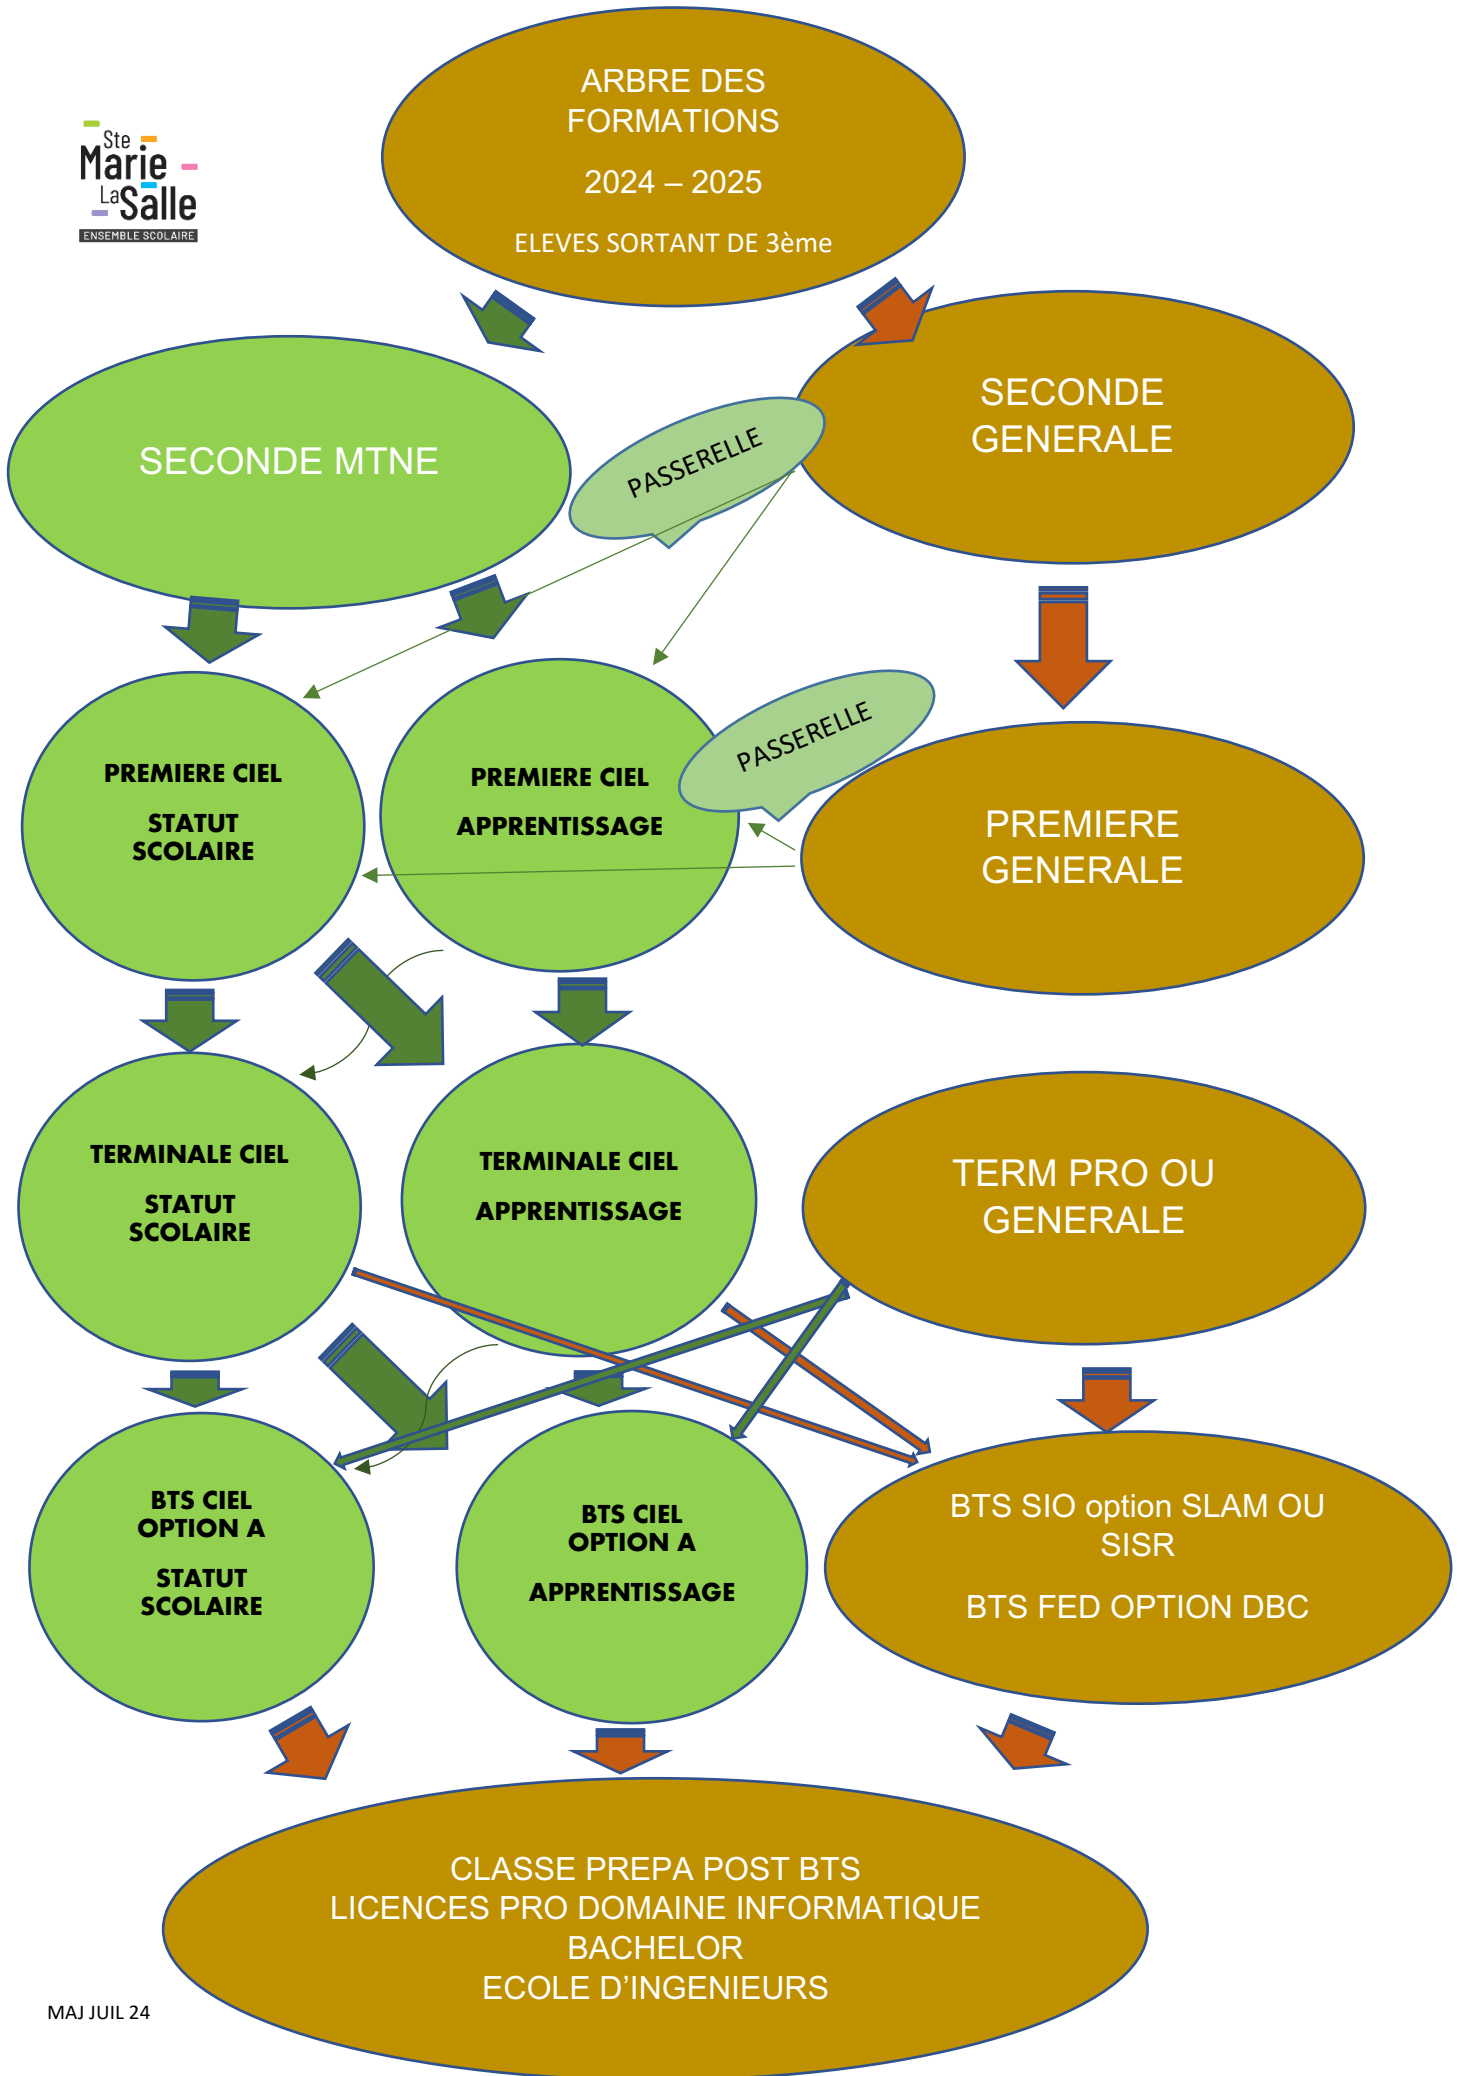 ARBRE DES
FORMATIONS
2024 – 2025
ELEVES SORTANT DE 3ème
Ste
Marie
LaSalle
ENSEMBLE SCOLAIRE
SECONDE MTNE
PASSERELLE
SECONDE
GENERALE
PREMIERE CIEL
STATUT
SCOLAIRE
PREMIERE CIEL
APPRENTISSAGE
PASSERELLE
PREMIERE
GENERALE
TERMINALE CIEL
STATUT
SCOLAIRE
TERMINALE CIEL
APPRENTISSAGE
TERM PRO OU
GENERALE
BTS CIEL
OPTION A
STATUT
SCOLAIRE
BTS CIEL
OPTION A
APPRENTISSAGE
BTS SIO option SLAM OU
SISR
BTS FED OPTION DBC
CLASSE PREPA POST BTS
LICENCES PRO DOMAINE INFORMATIQUE
BACHELOR
ECOLE D'INGENIEURS
MAJ JUIL 24